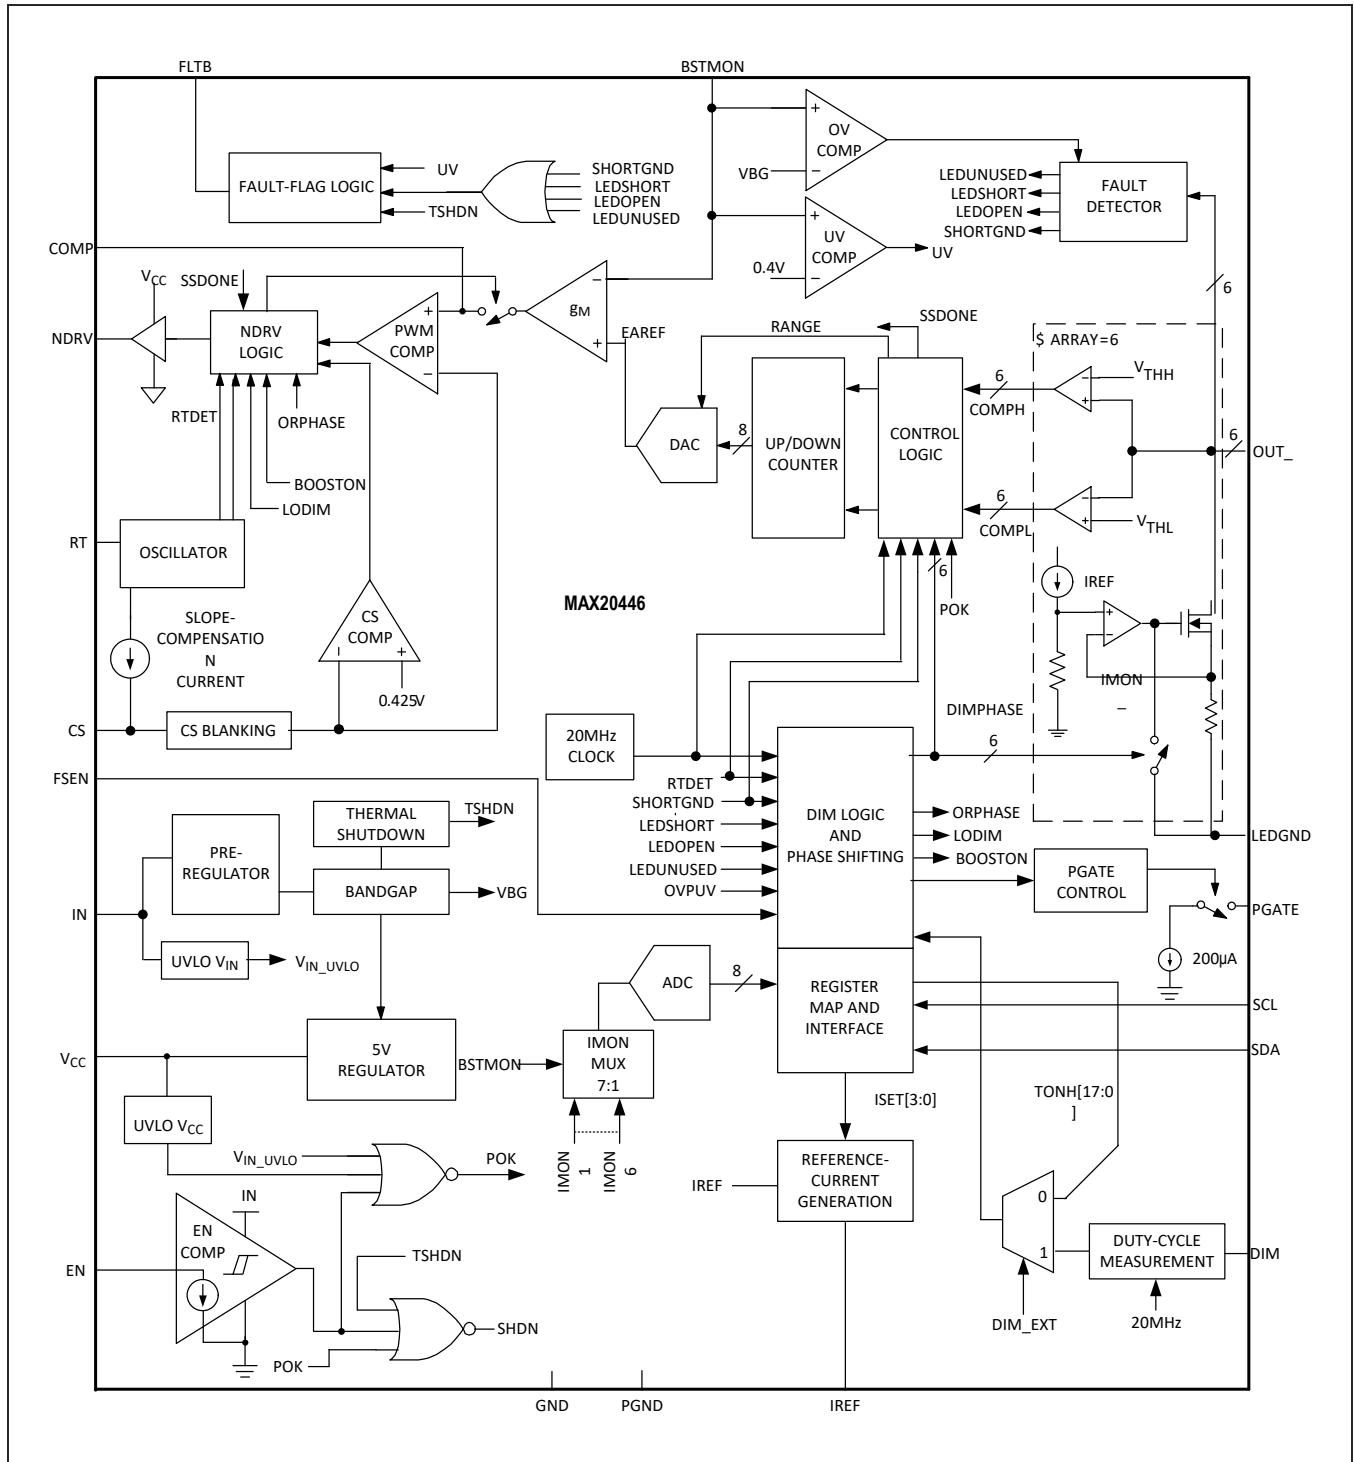 FLTB
BSTMON
FAULT-FLAG LOGIC
UV
TSHDN
SHORTGND
LEDSHORT
LEDOPEN
LEDUNUSED
+
OV
COMP
VBG
−
+
UV
COMP
0.4V
−
UV
LEDUNUSED
LEDSHORT
LEDOPEN
SHORTGND
FAULT
DETECTOR
6
COMP
VCC
SSDONE
NDRV
NDRV
LOGIC
+
PWM
COMP
−
−
gM
+
EAREF
RTDET
ORPHASE
BOOSTON
LODIM
RANGE
SSDONE
DAC
8
UP/DOWN
COUNTER
CONTROL
LOGIC
6
COMPH
6
COMPL
6
POK
$ ARRAY=6
−
+
VTHH
−
+
VTHL
6
OUT_
IREF
+
−
IMON
_
RT
OSCILLATOR
SLOPE-
COMPENSATIO
N
CURRENT
CS
COMP
−
+
0.425V
MAX20446
CS
CS BLANKING
20MHz
CLOCK
DIMPHASE
6
FSEN
RTDET
SHORTGND
LEDSHORT
LEDOPEN
LEDUNUSED
OVPUV
DIM LOGIC
AND
PHASE SHIFTING
ORPHASE
LODIM
BOOSTON
LEDGND
PGATE
CONTROL
PGATE
200µA
THERMAL
SHUTDOWN
TSHDN
PRE-
REGULATOR
BANDGAP
VBG
IN
UVLO VIN
VIN_UVLO
ADC
8
REGISTER
MAP AND
INTERFACE
SCL
SDA
VCC
5V
REGULATOR
BSTMON
IMON
MUX
7:1
IMON
1
IMON
6
ISET[3:0]
TONH[17:0
]
UVLO VCC
VIN_UVLO
POK
IREF
REFERENCE-
CURRENT
GENERATION
0
1
DUTY-CYCLE
MEASUREMENT
DIM
DIM_EXT
20MHz
IN
EN
COMP
EN
TSHDN
SHDN
POK
GND
PGND
IREF